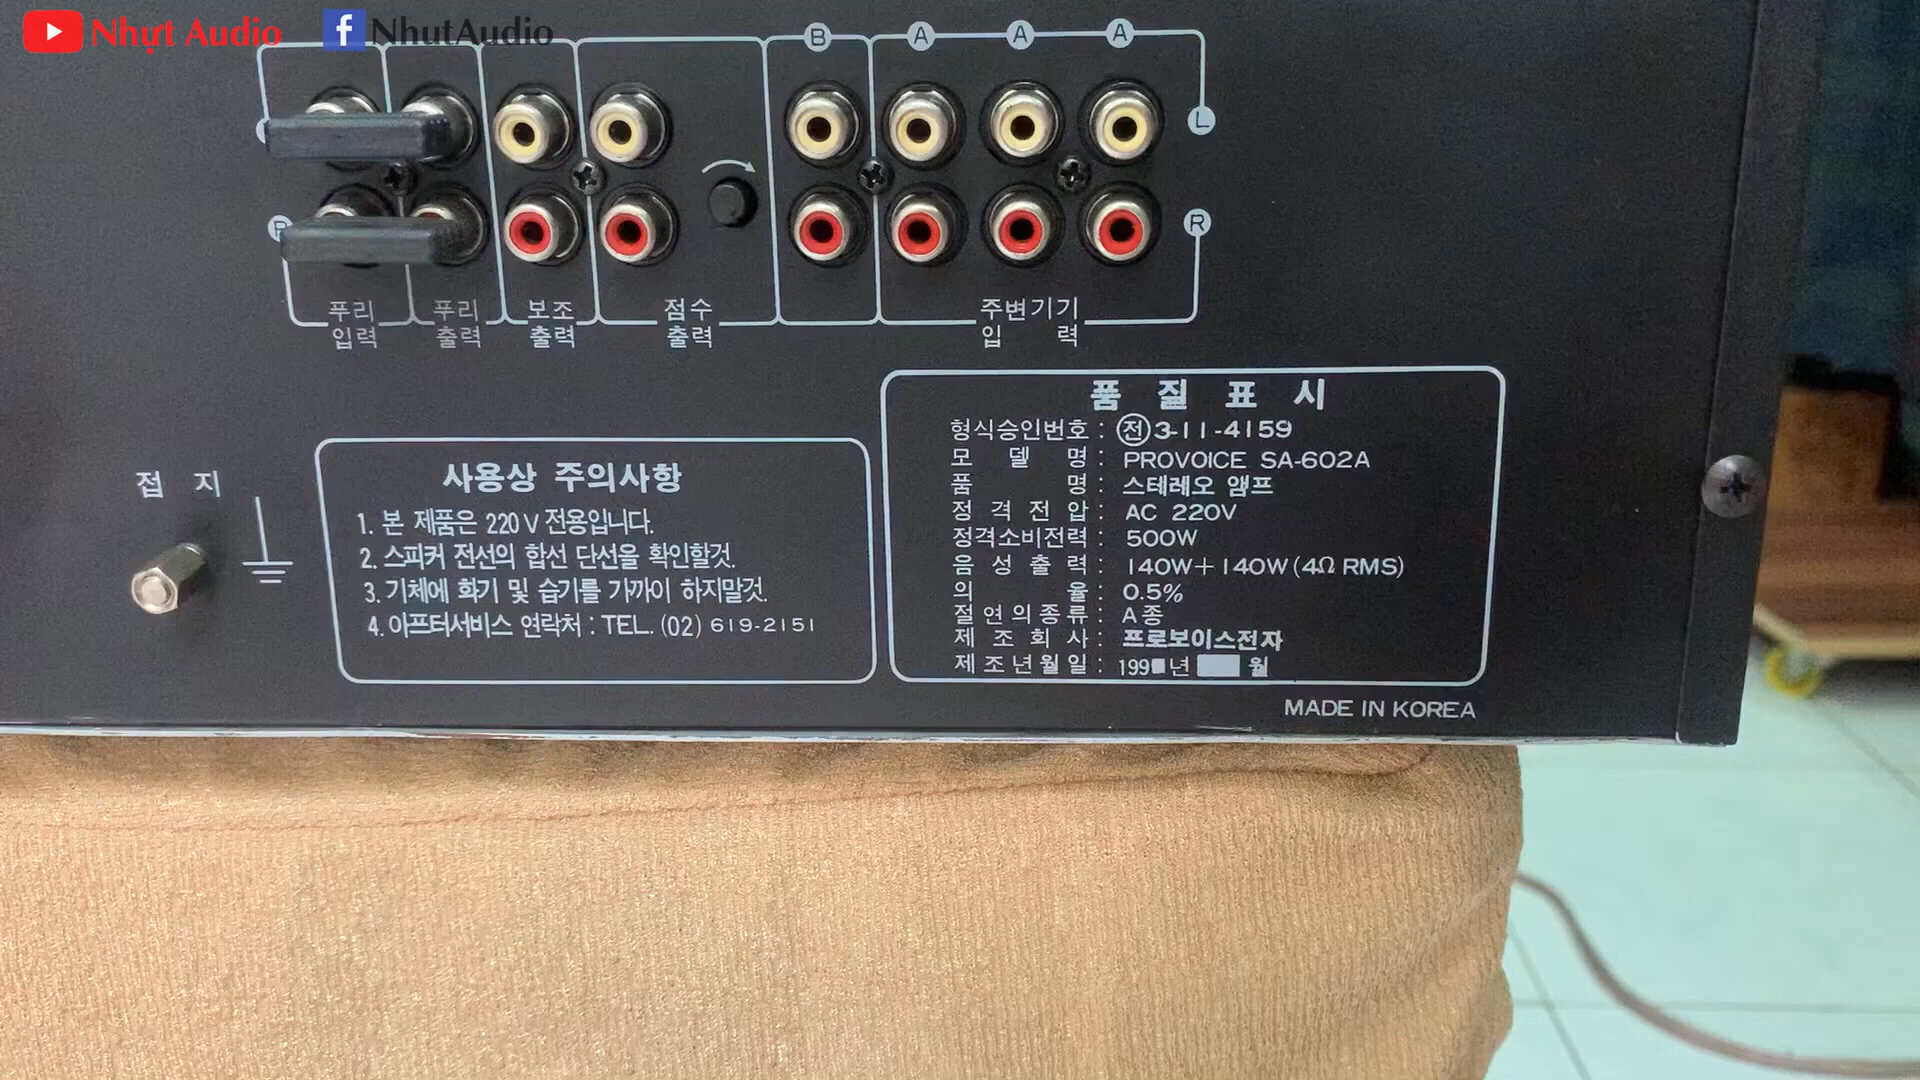 Nhựt Audio
NhutAudio
B A A A
L
R
푸리 입력
푸리 출력
보조 출력
점수 출력
주변기기 입 력
품 질 표 시
형식승인번호 : 전 3-11-4159
모 델 명 : PROVOICE SA-602A
품 명 : 스테레오 앰프
정 격 전 압 : AC 220V
정격소비전력 : 500W
음 성 출 력 : 140W+140W (4Ω RMS)
의 율 : 0.5%
절연의종류 : A종
제 조 회 사 : 프로보이스전자
제조년월일 : 199 년 월
MADE IN KOREA
접 지
사용상 주의사항
1. 본 제품은 220V 전용입니다.
2. 스피커 전선의 합선 단선을 확인할것.
3. 기체에 화기 및 습기를 가까이 하지말것.
4. 아프터서비스 연락처 : TEL. (02) 619-2151